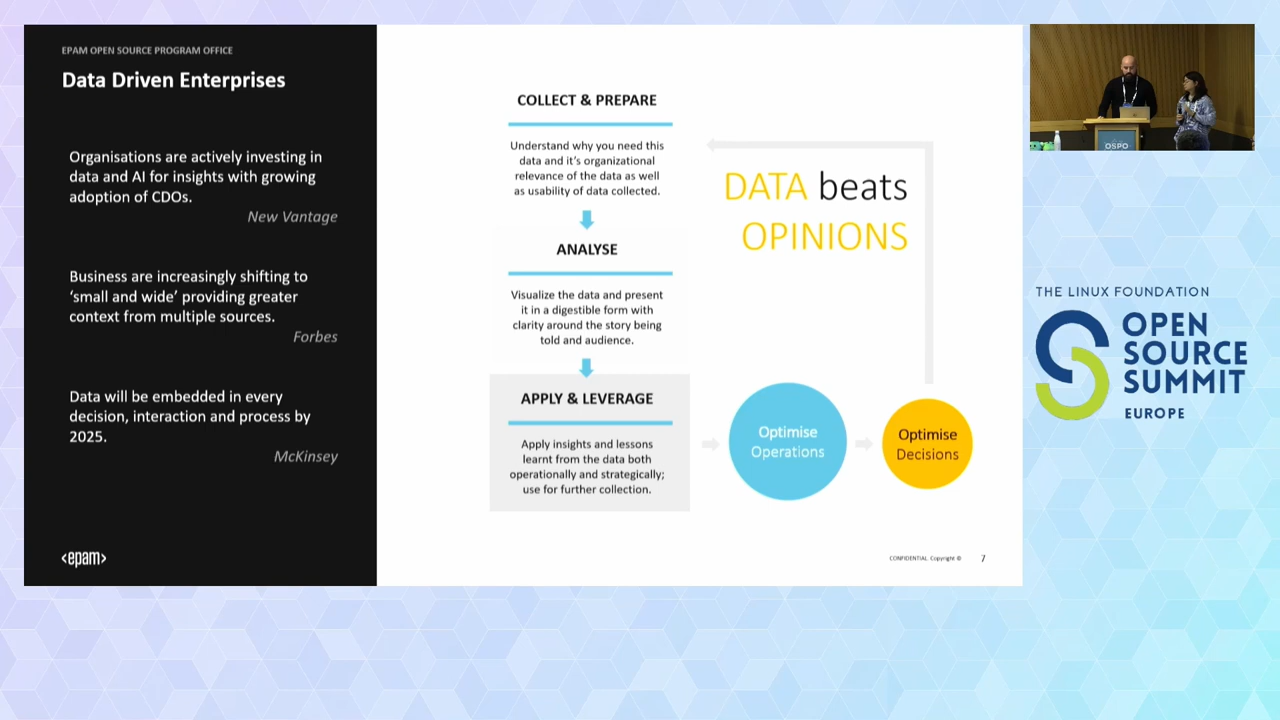 EPAM OPEN SOURCE PROGRAM OFFICE
Data Driven Enterprises
Organisations are actively investing in
data and AI for insights with growing
adoption of CDOs.
New Vantage
Business are increasingly shifting to
‘small and wide’ providing greater
context from multiple sources.
Forbes
Data will be embedded in every
decision, interaction and process by
2025.
McKinsey
<epam>
COLLECT & PREPARE
Understand why you need this
data and it’s organizational
relevance of the data as well
as usability of data collected.
ANALYSE
Visualize the data and present
it in a digestible form with
clarity around the story being
told and audience.
APPLY & LEVERAGE
Apply insights and lessons
learnt from the data both
operationally and strategically;
use for further collection.
DATA beats
OPINIONS
Optimise
Operations
Optimise
Decisions
CONFIDENTIAL. Copyright ©
7
OSPO
THE LINUX FOUNDATION
OPEN
SOURCE
SUMMIT
EUROPE